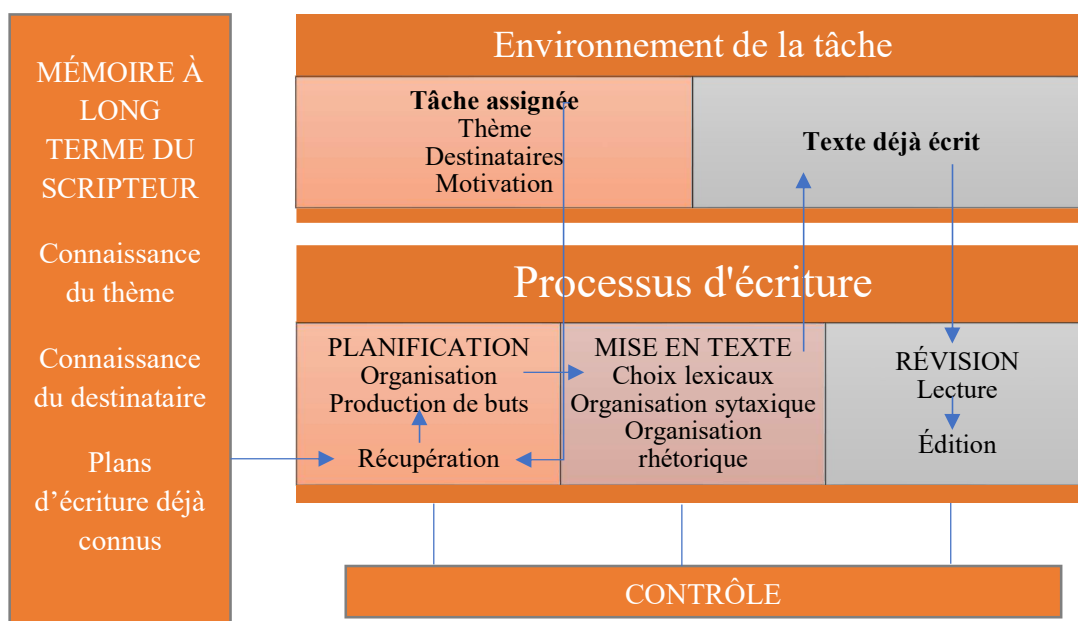 MÉMOIRE À
LONG
TERME DU
SCRIPTEUR
Connaissance
du thème
Connaissance
du destinataire
Plans
d’écriture déjà
connus
Environnement de la tâche
Tâche assignée
Thème
Destinataires
Motivation
Texte déjà écrit
Processus d'écriture
PLANIFICATION
Organisation
Production de buts
Récupération
MISE EN TEXTE
Choix lexicaux
Organisation sytaxique
Organisation
rhétorique
RÉVISION
Lecture
Édition
CONTRÔLE